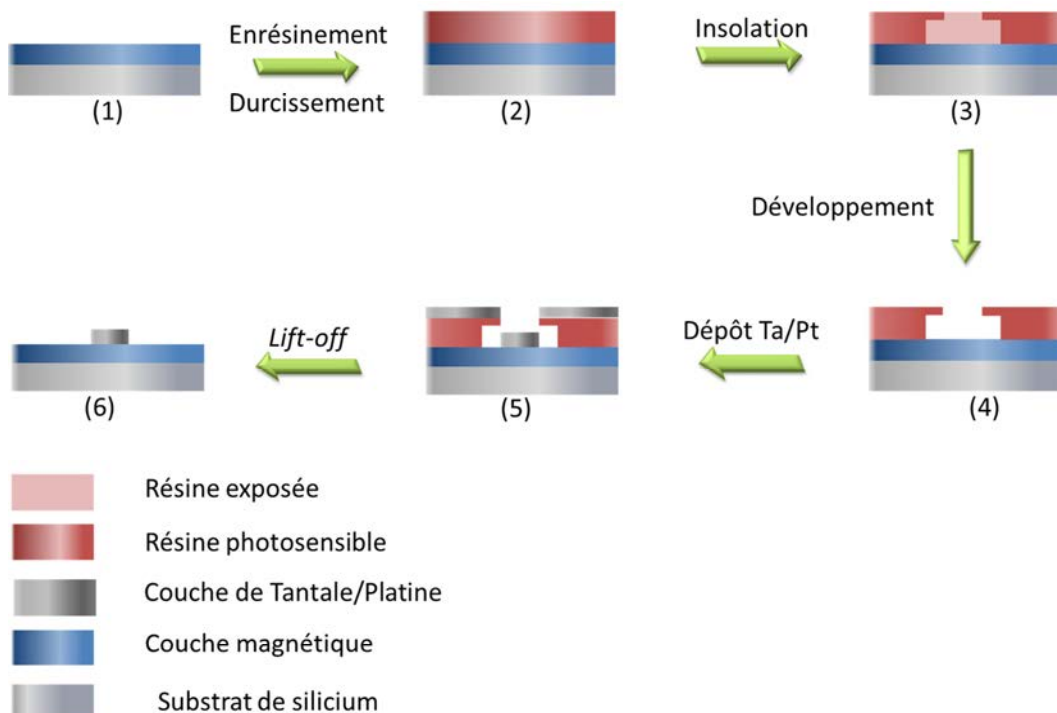 Enrésinement
Durcissement
Insolation
(1)
(2)
(3)
Développement
Lift-off
Dépôt Ta/Pt
(6)
(5)
(4)
Résine exposée
Résine photosensible
Couche de Tantale/Platine
Couche magnétique
Substrat de silicium